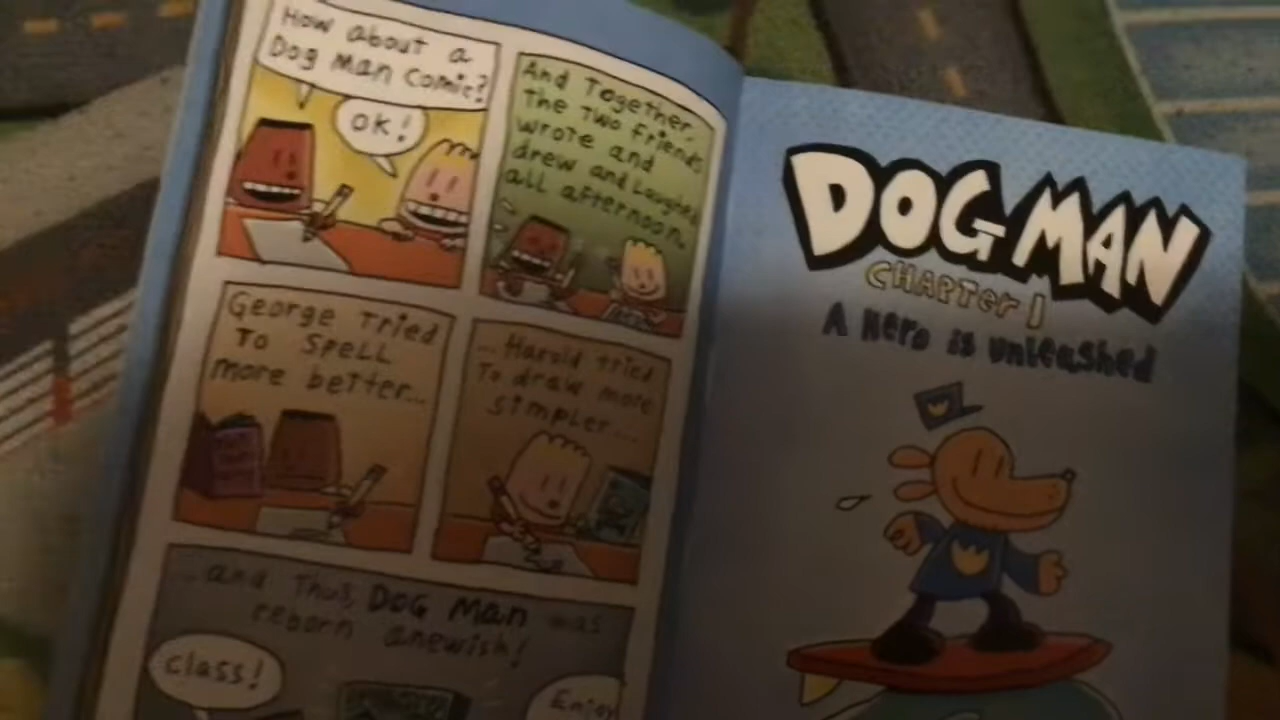 How about a
Dog Man comic?
OK!
And Together,
The Two friends
wrote and
drew and Laughed
all afternoon.
George Tried
To Spell
more better...
...Harold tried
To draw more
simpler...
...and Thus, DOG Man was
reborn anewish!
class!
Enjoy
DOG MAN
CHAPTER 1
A Hero is unleashed